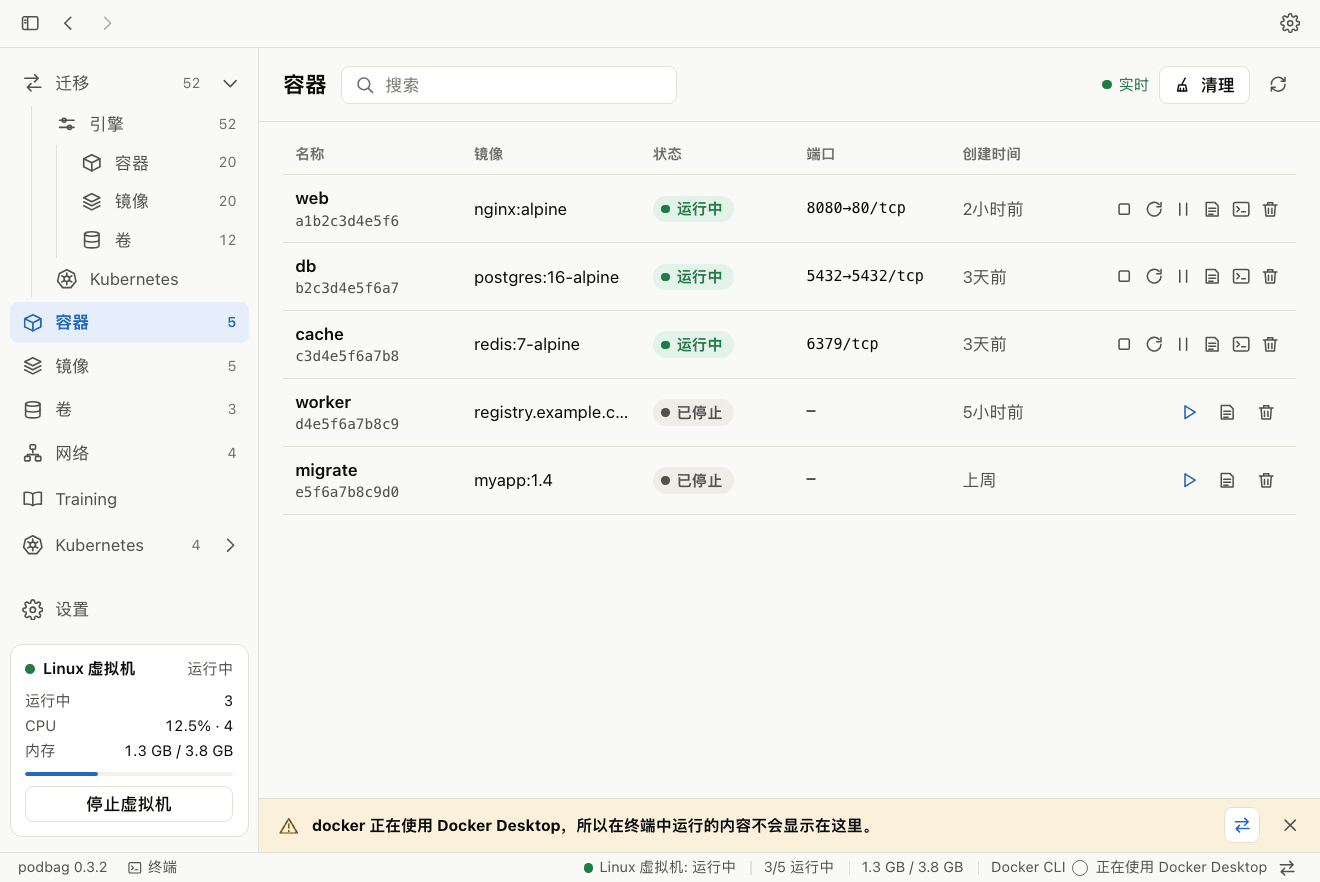 迁移 52
引擎 52
容器 20
镜像 20
卷 12
Kubernetes
容器 5
镜像 5
卷 3
网络 4
Training
Kubernetes 4
设置
Linux 虚拟机 运行中
运行中 3
CPU 12.5% · 4
内存 1.3 GB / 3.8 GB
停止虚拟机
容器 搜索 实时 清理
名称 镜像 状态 端口 创建时间
web
a1b2c3d4e5f6
nginx:alpine 运行中 8080→80/tcp 2小时前
db
b2c3d4e5f6a7
postgres:16-alpine 运行中 5432→5432/tcp 3天前
cache
c3d4e5f6a7b8
redis:7-alpine 运行中 6379/tcp 3天前
worker
d4e5f6a7b8c9
registry.example.c... 已停止 – 5小时前
migrate
e5f6a7b8c9d0
myapp:1.4 已停止 – 上周
docker 正在使用 Docker Desktop，所以在终端中运行的内容不会显示在这里。
podbag 0.3.2 终端 Linux 虚拟机: 运行中 3/5 运行中 1.3 GB / 3.8 GB Docker CLI 正在使用 Docker Desktop